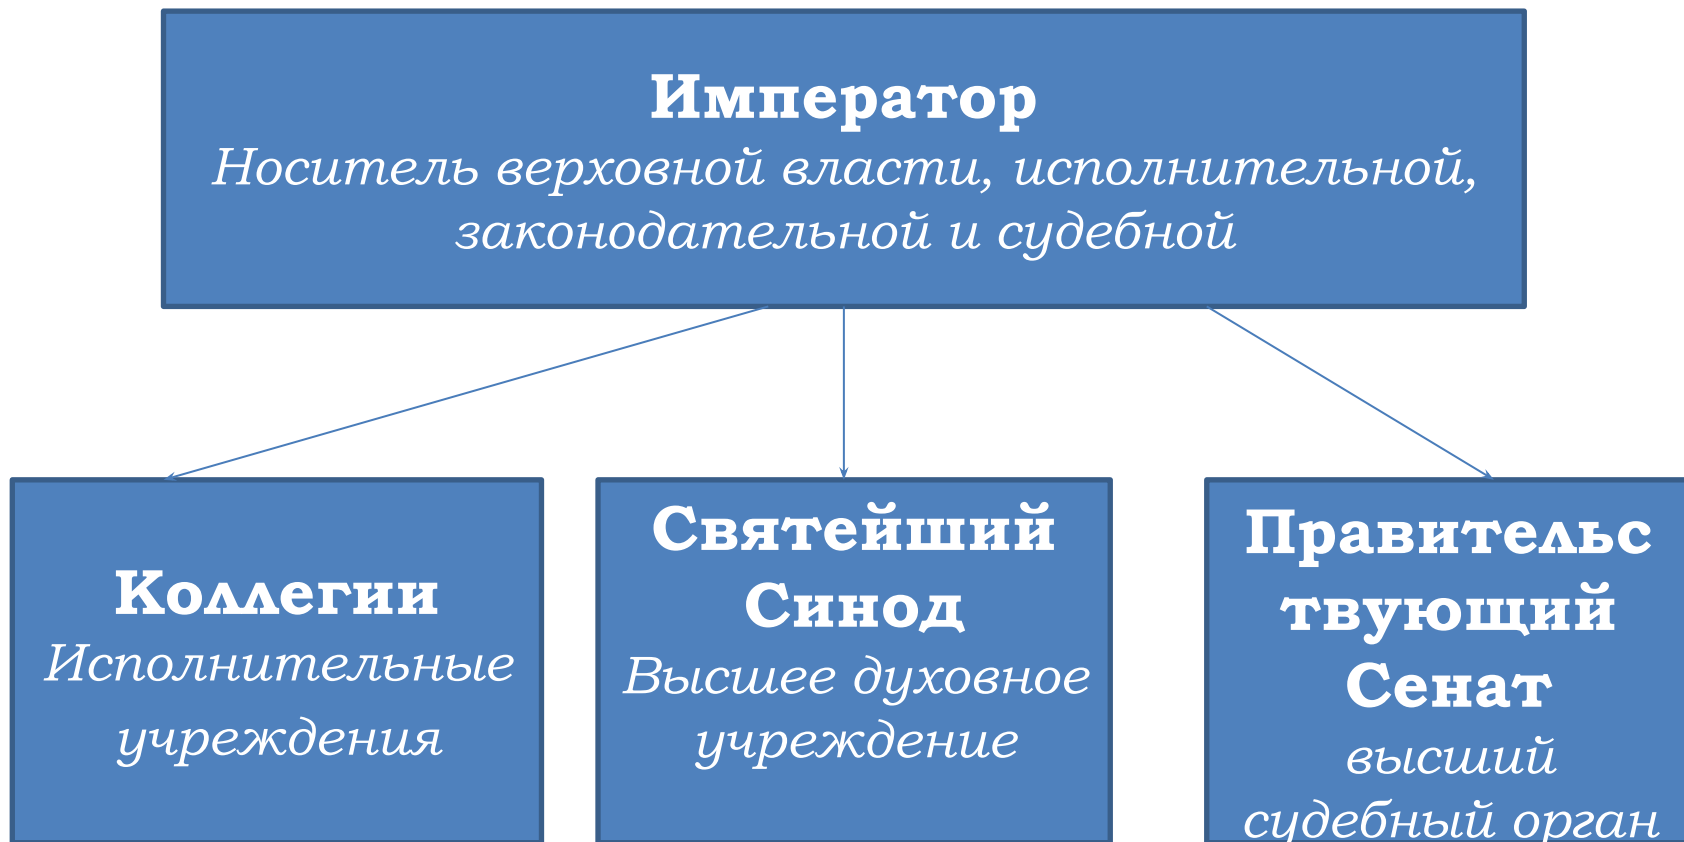 Император
Носитель верховной власти, исполнительной,
законодательной и судебной
Коллегии
Исполнительные
учреждения
Святейший
Синод
Высшее духовное
учреждение
Правительс
твующий
Сенат
высший
судебный орган